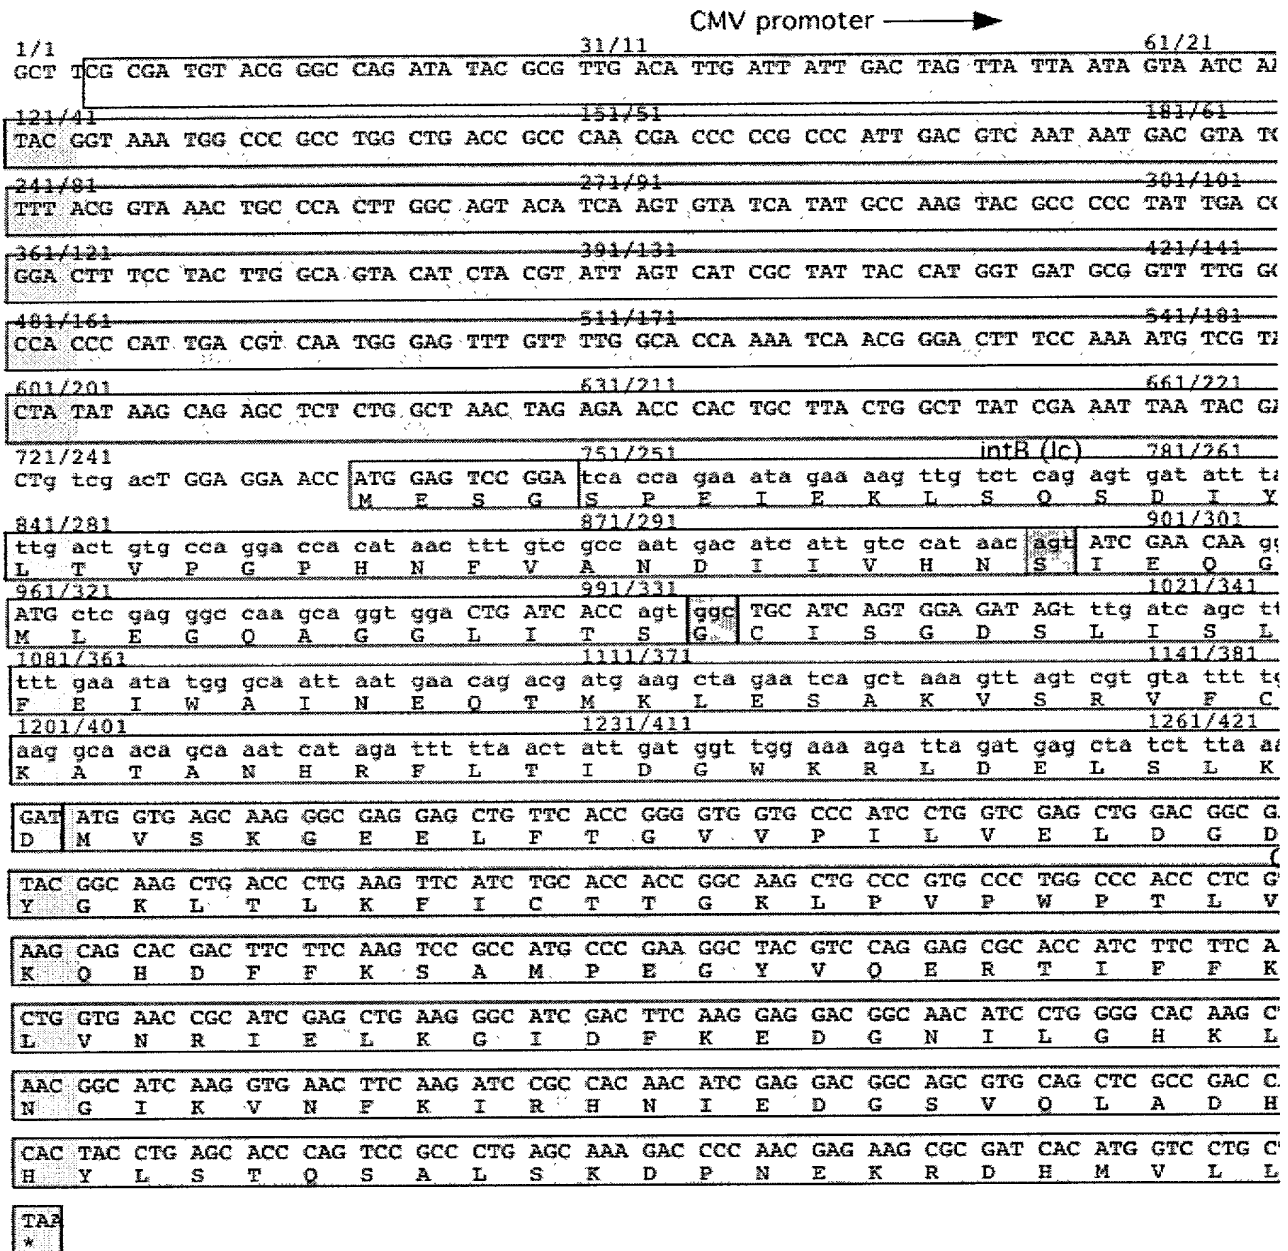 CMV promoter
1/1 31/11 61/21
GCT TCG CGA TGT ACG GGC CAG ATA TAC GCG TTG ACA TTG ATT ATT GAC TAG TTA TTA ATA GTA ATC
121/41 151/51 181/61
TAC GGT AAA TGG CCC GCC TGG CTG ACC GCC CAA CGA CCC CCG CCC ATT GAC GTC AAT AAT GAC GTA
241/81 271/91 301/101
TTT ACG GTA AAC TGC CCA CTT GGC AGT ACA TCA AGT GTA TCA TAT GCC AAG TAC GCC CCC TAT TGA
361/121 391/131 421/141
GGA CTT TCC TAC TTG GCA GTA CAT CTA CGT ATT AGT CAT CGC TAT TAC CAT GGT GAT GCG GTT TTG
481/161 511/171 541/181
CCA CCC CAT TGA CGT CAA TGG GAG TTT GTT TTG GCA CCA AAA TCA ACG GGA CTT TCC AAA ATG TCG
601/201 631/211 661/221
CTA TAT AAG CAG AGC TCT CTG GCT AAC TAG AGA ACC CAC TGC TTA CTG GCT TAT CGA AAT TAA TAC
721/241 751/251 intB (Ic) 781/261
CTg tcg acT GGA GGA ACC ATG GAG TCC GGA tca cca gaa ata gaa aag ttg tct cag agt gat att
M E S G S P E I E K L S Q S D I Y
841/281 871/291 901/301
ttg act gtg cca gga cca cat aac ttt gtc gcc aat gac atc att gtc cat aac agt ATC GAA CAA
L T V P G P H N F V A N D I I V H N S I E Q G
961/321 991/331 1021/341
ATG ctc gag ggc caa gca ggt gga CTG ATC ACC agt ggc TGC ATC AGT GGA GAT AGt ttg atc agc
M L E G Q A G G L I T S G C I S G D S L I S L
1081/361 1111/371 1141/381
ttt gaa ata tgg gca att aat gaa cag acg atg aag cta gaa tca gct aaa gtt agt cgt gta ttt
F E I W A I N E Q T M K L E S A K V S R V F C
1201/401 1231/411 1261/421
aag gca aca gca aat cat aga ttt tta act att gat ggt tgg aaa aga tta gat gag cta tct tta
K A T A N H R F L T I D G W K R L D E L S L K
GAT ATG GTG AGC AAG GGC GAG GAG CTG TTC ACC GGG GTG GTG CCC ATC CTG GTC GAG CTG GAC GGC
D M V S K G E E L F T G V V P I L V E L D G D
TAC GGC AAG CTG ACC CTG AAG TTC ATC TGC ACC ACC GGC AAG CTG CCC GTG CCC TGG CCC ACC CTC
Y G K L T L K F I C T T G K L P V P W P T L V
AAG CAG CAC GAC TTC TTC AAG TCC GCC ATG CCC GAA GGC TAC GTC CAG GAG CGC ACC ATC TTC TTC
K Q H D F F K S A M P E G Y V Q E R T I F F K
CTG GTG AAC CGC ATC GAG CTG AAG GGC ATC GAC TTC AAG GAG GAC GGC AAC ATC CTG GGG CAC AAG
L V N R I E L K G I D F K E D G N I L G H K L
AAC GGC ATC AAG GTG AAC TTC AAG ATC CGC CAC AAC ATC GAG GAC GGC AGC GTG CAG CTC GCC GAC
N G I K V N F K I R H N I E D G S V Q L A D H
CAC TAC CTG AGC ACC CAG TCC GCC CTG AGC AAA GAC CCC AAC GAG AAG CGC GAT CAC ATG GTC CTG
H Y L S T Q S A L S K D P N E K R D H M V L L
TAA
*